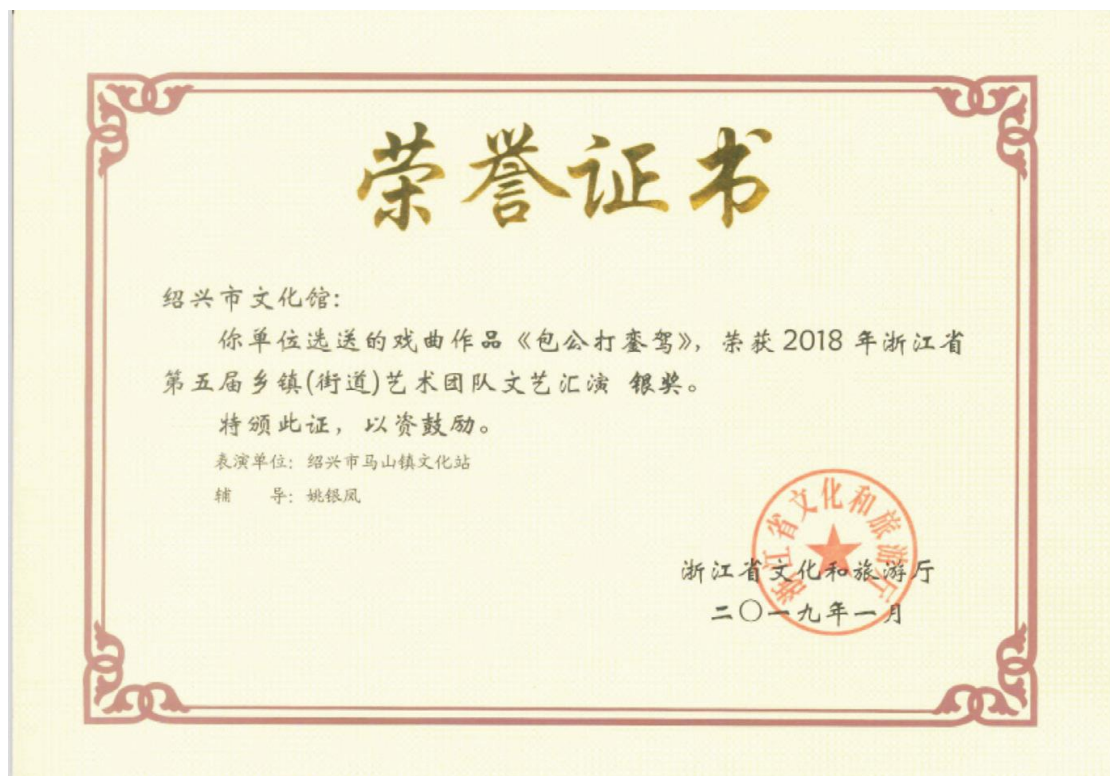 荣誉证书
绍兴市文化馆:
你单位选送的戏曲作品《包公打銮驾》，荣获 2018 年浙江省
第五届乡镇(街道)艺术团队文艺汇演 银奖。
特颁此证，以资鼓励。
表演单位：绍兴市马山镇文化站
辅 导：姚银凤
浙江省文化和旅游厅
浙江省文化和旅游厅
二〇一九年一月